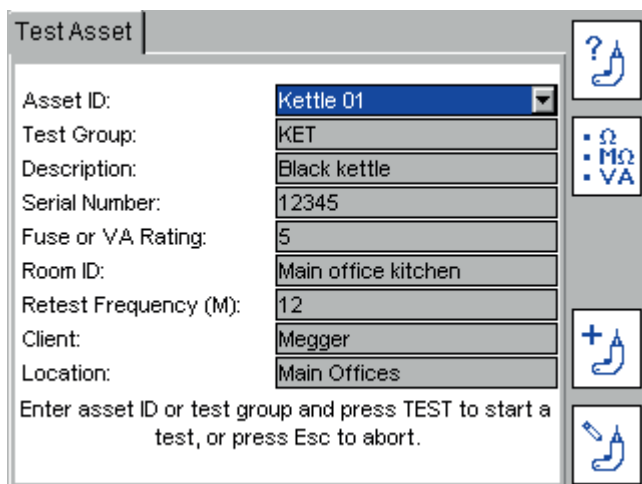 Test Asset
Asset ID: Kettle 01
Test Group: KET
Description: Black kettle
Serial Number: 12345
Fuse or VA Rating: 5
Room ID: Main office kitchen
Retest Frequency (M): 12
Client: Megger
Location: Main Offices
Enter asset ID or test group and press TEST to start a
test, or press Esc to abort.
?
Ω
MΩ
VA
+